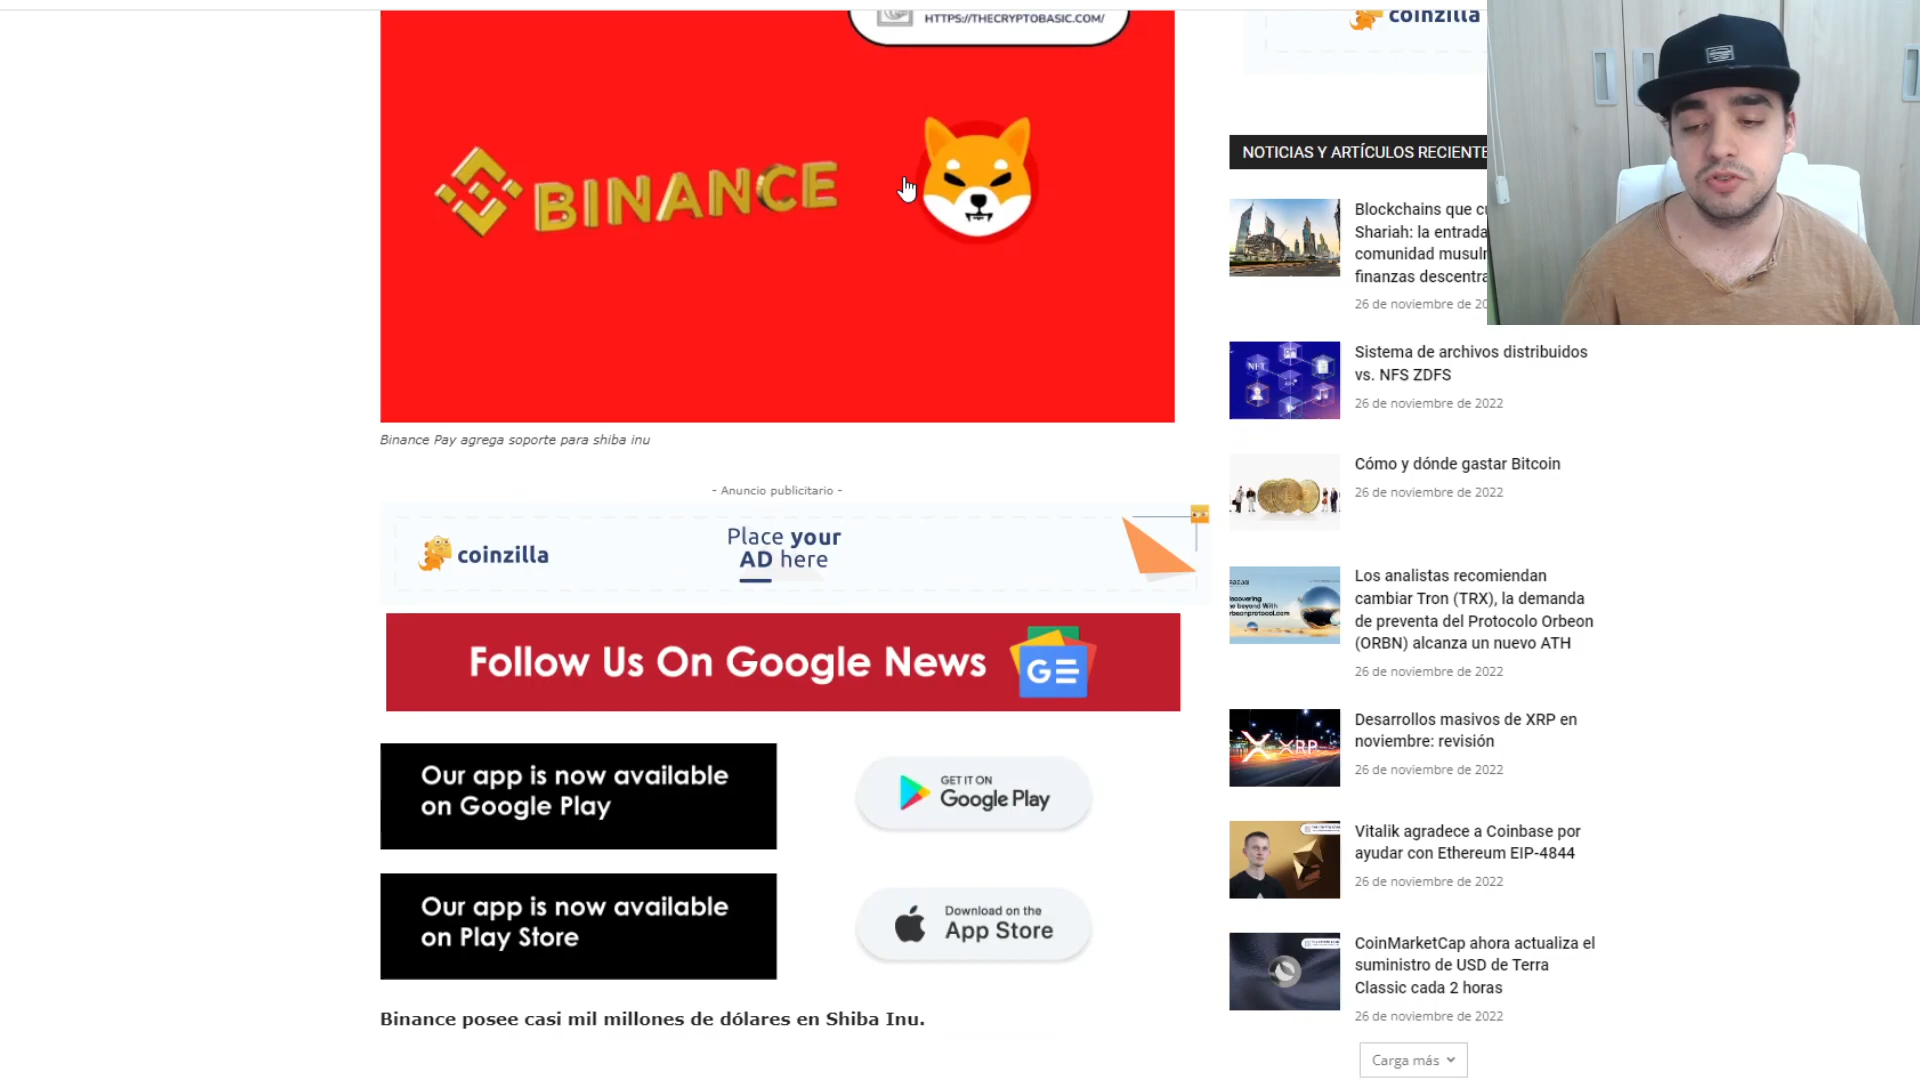 HTTPS://THECRYPTOBASIC.COM/
coinzilla
BINANCE
Binance Pay agrega soporte para shiba inu
- Anuncio publicitario -
coinzilla
Place your
AD here
Follow Us On Google News
GE
Our app is now available
on Google Play
GET IT ON
Google Play
Our app is now available
on Play Store
Download on the
App Store
Binance posee casi mil millones de dólares en Shiba Inu.
NOTICIAS Y ARTÍCULOS RECIENTE
Blockchains que
Shariah: la entrada
comunidad
finanzas
26 de noviembre de
Sistema de archivos distribuidos
vs. NFS ZDFS
26 de noviembre de 2022
NFT
Cómo y dónde gastar Bitcoin
26 de noviembre de 2022
Los analistas recomiendan
cambiar Tron (TRX), la demanda
de preventa del Protocolo Orbeon
(ORBN) alcanza un nuevo ATH
26 de noviembre de 2022
XRP
Desarrollos masivos de XRP en
noviembre: revisión
26 de noviembre de 2022
Vitalik agradece a Coinbase por
ayudar con Ethereum EIP-4844
26 de noviembre de 2022
CoinMarketCap ahora actualiza el
suministro de USD de Terra
Classic cada 2 horas
26 de noviembre de 2022
Carga más